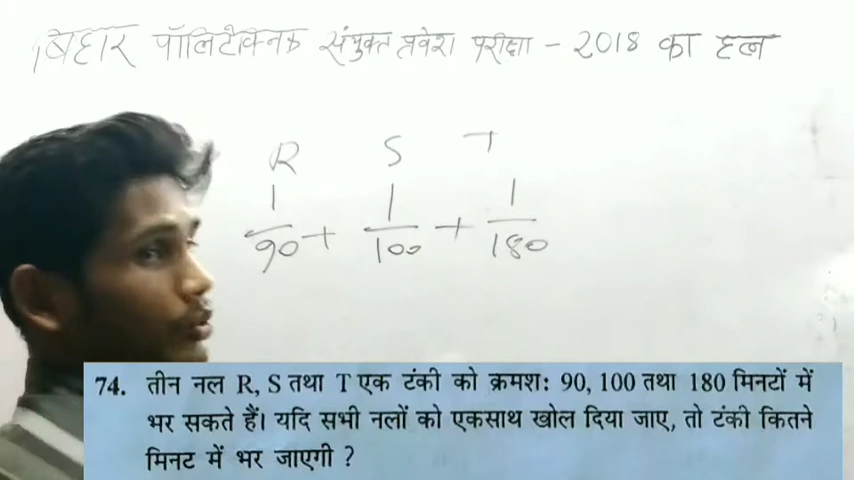 बिहार पॉलिटेक्निक संयुक्त प्रवेश परीक्षा - 2018 का हल
R S T
1/90 + 1/100 + 1/180
74. तीन नल R, S तथा T एक टंकी को क्रमश: 90, 100 तथा 180 मिनटों में
भर सकते हैं। यदि सभी नलों को एकसाथ खोल दिया जाए, तो टंकी कितने
मिनट में भर जाएगी ?